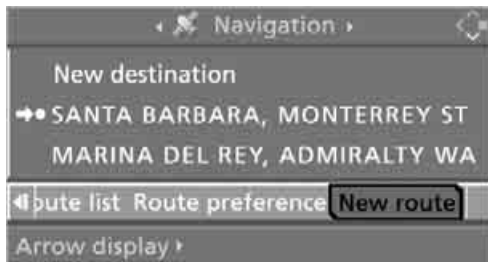 Navigation
New destination
SANTA BARBARA, MONTERREY ST
MARINA DEL REY, ADMIRALTY WA
oute list Route preference New route
Arrow display